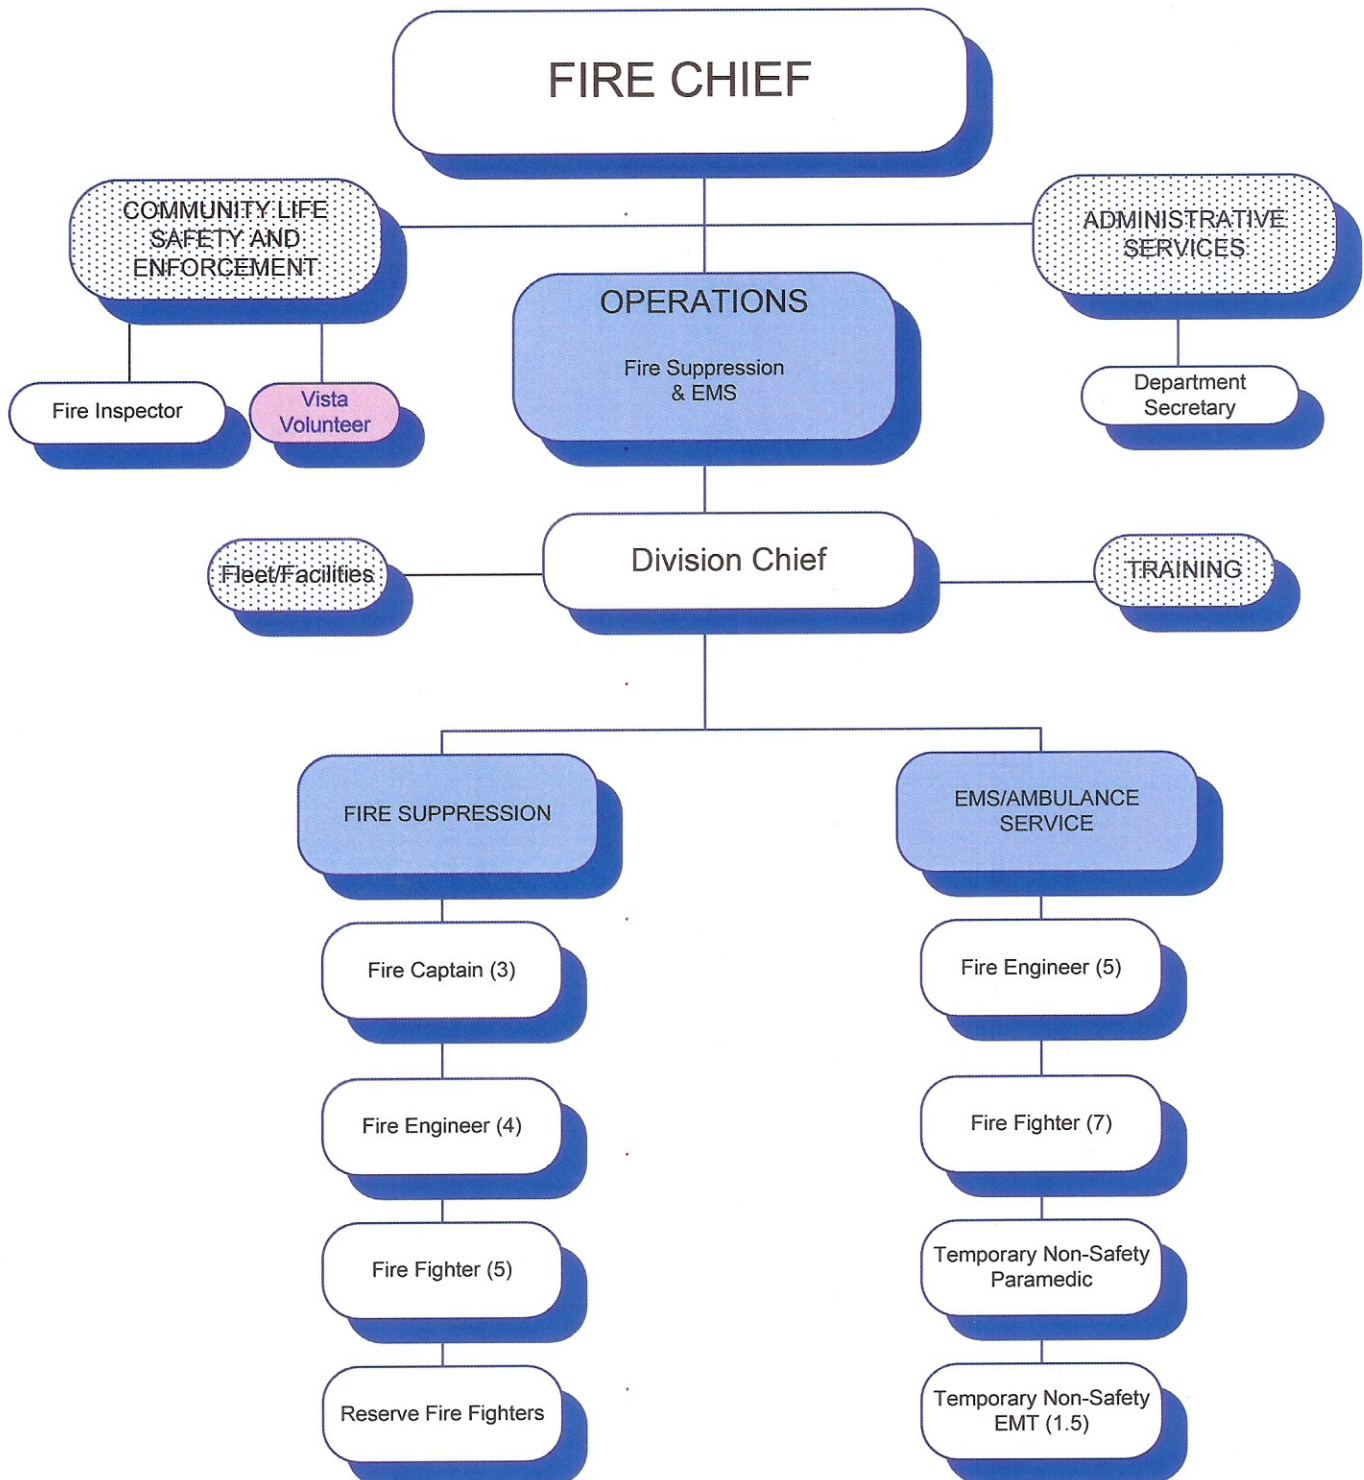 FIRE CHIEF
COMMUNITY LIFE
SAFETY AND
ENFORCEMENT
ADMINISTRATIVE
SERVICES
OPERATIONS
Fire Suppression
& EMS
Fire Inspector
Vista
Volunteer
Department
Secretary
Fleet/Facilities
Division Chief
TRAINING
FIRE SUPPRESSION
EMS/AMBULANCE
SERVICE
Fire Captain (3)
Fire Engineer (5)
Fire Engineer (4)
Fire Fighter (7)
Fire Fighter (5)
Temporary Non-Safety
Paramedic
Reserve Fire Fighters
Temporary Non-Safety
EMT (1.5)